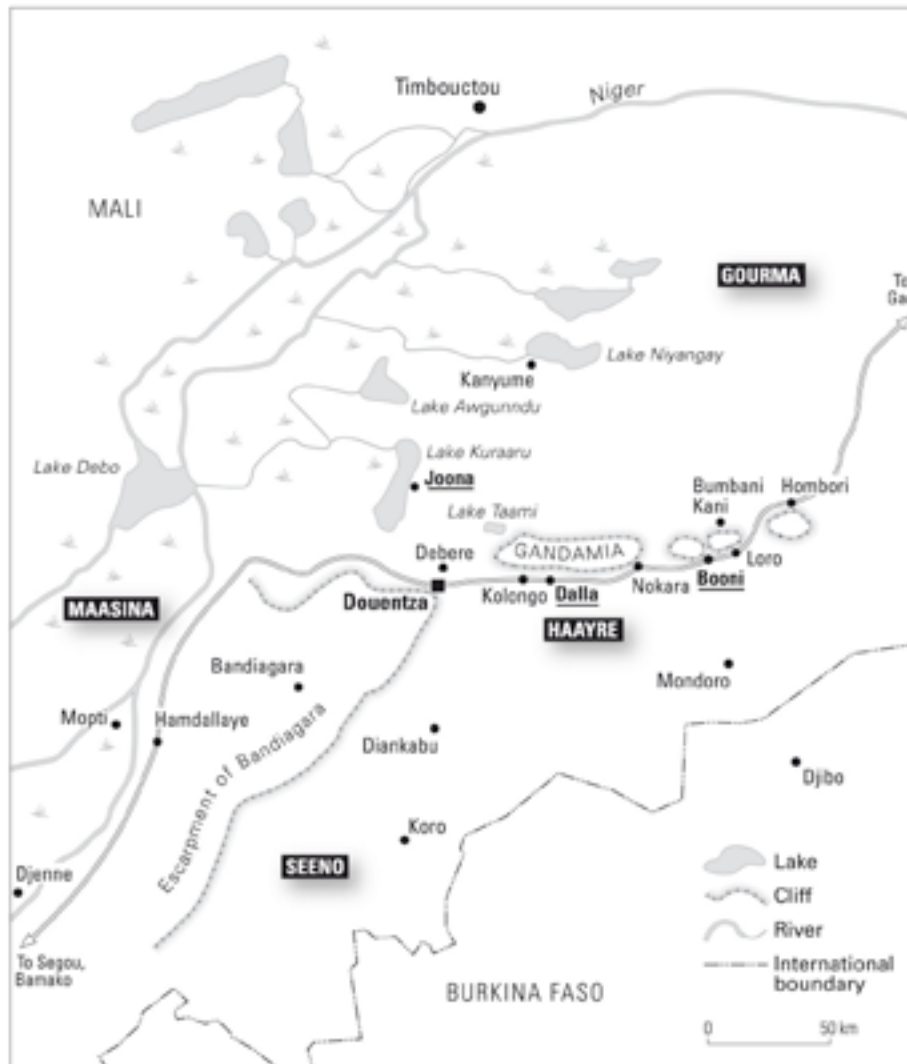 Timbouctou
Niger
MALI
GOURMA
To
Ga
Lake Niyangay
Kanyume
Lake Awgunndu
Lake Debo
Lake Kuraaru
Joona
Bumbani
Kani
Hombori
Lake Taami
Debere
GANDAMIA
Loro
Douentza
Kolongo
Dalla
Nokara
Booni
MAASINA
HAAYRE
Bandiagara
Mondoro
Mopti
Hamdallaye
Diankabu
Djibo
Escarpment of Bandiagara
Koro
SEENO
Djenne
Lake
Cliff
River
To Segou,
Bamako
International
boundary
BURKINA FASO
0 50 km